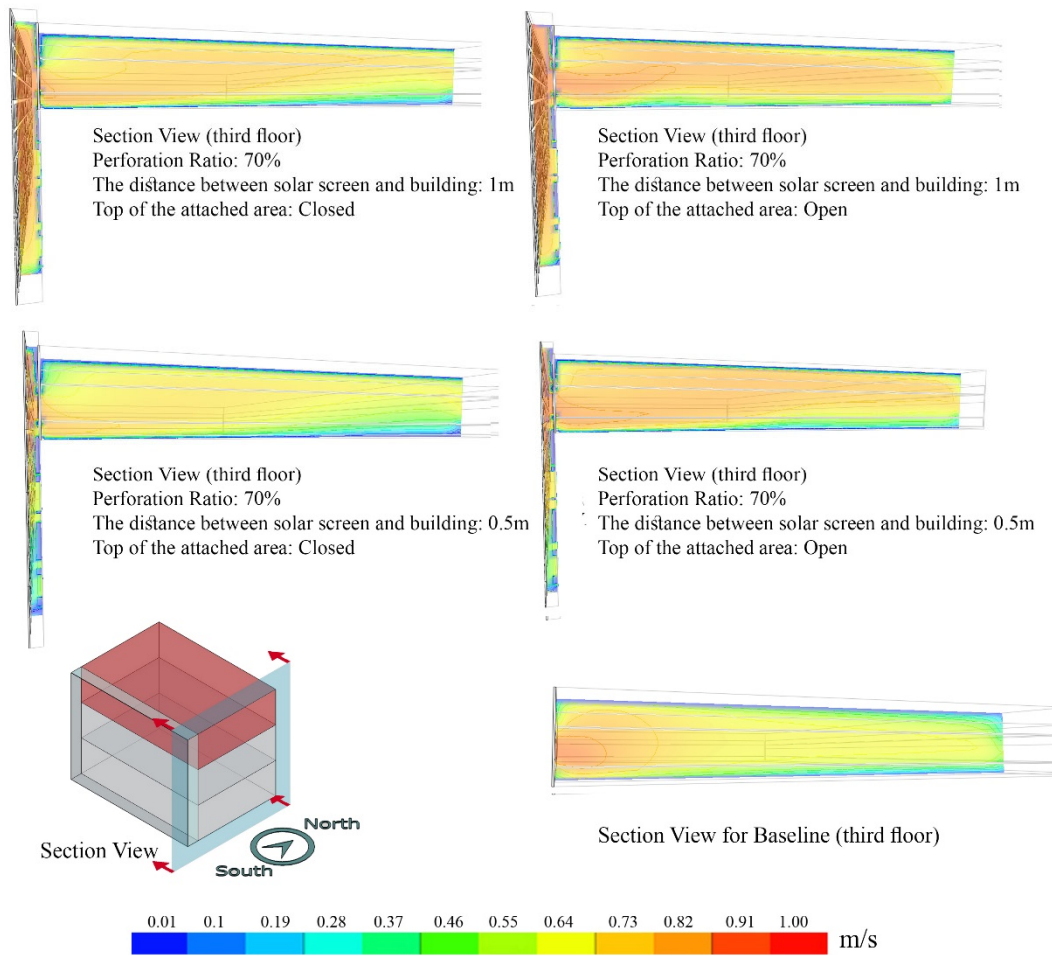 Section View (third floor)
Perforation Ratio: 70%
The distance between solar screen and building: 1m
Top of the attached area: Closed
Section View (third floor)
Perforation Ratio: 70%
The distance between solar screen and building: 1m
Top of the attached area: Open
Section View (third floor)
Perforation Ratio: 70%
The distance between solar screen and building: 0.5m
Top of the attached area: Closed
Section View (third floor)
Perforation Ratio: 70%
The distance between solar screen and building: 0.5m
Top of the attached area: Open
North
South
Section View
Section View for Baseline (third floor)
0.01 0.1 0.19 0.28 0.37 0.46 0.55 0.64 0.73 0.82 0.91 1.00
m/s